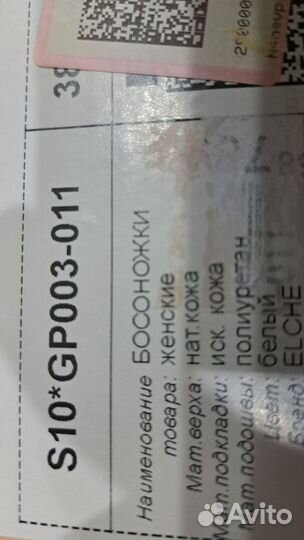 38
S10*GP003-011
Наименование БОСОНОЖКИ
товара: женские
Мат.верха: нат.кожа
Мат.подкладки: иск. кожа
Мат.подошвы: полиуретан
Цвет: белый
ELCHE
Avito